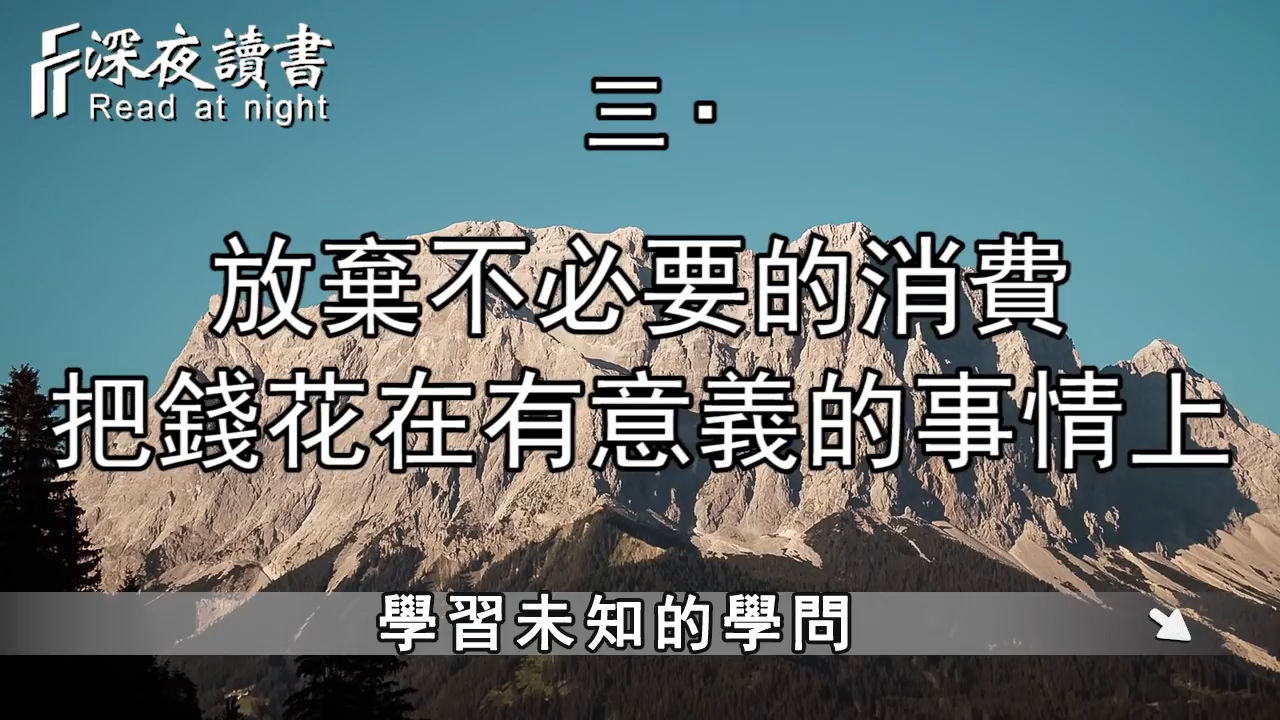 深夜讀書
Read at night
三·
放棄不必要的消費
把錢花在有意義的事情上
學習未知的學問